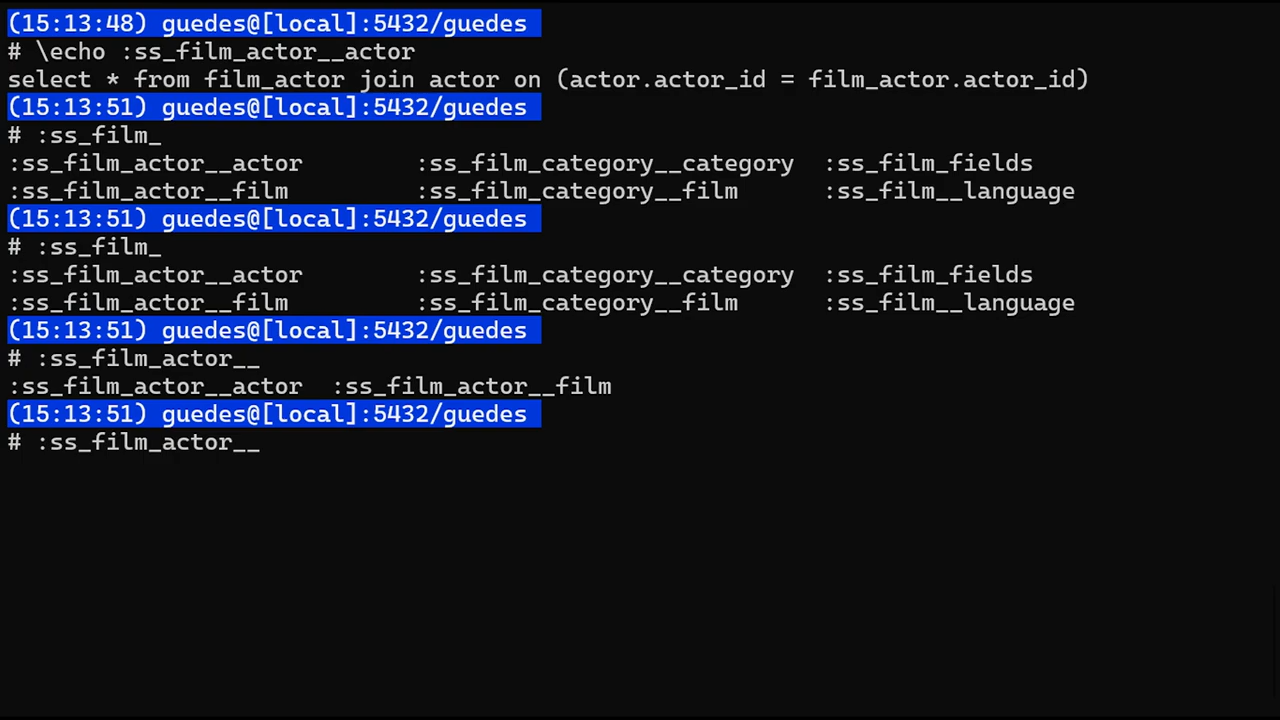 (15:13:48) guedes@[local]:5432/guedes
# \echo :ss_film_actor__actor
select * from film_actor join actor on (actor.actor_id = film_actor.actor_id)
(15:13:51) guedes@[local]:5432/guedes
# :ss_film_
:ss_film_actor__actor :ss_film_category__category :ss_film_fields
:ss_film_actor__film :ss_film_category__film :ss_film__language
(15:13:51) guedes@[local]:5432/guedes
# :ss_film_
:ss_film_actor__actor :ss_film_category__category :ss_film_fields
:ss_film_actor__film :ss_film_category__film :ss_film__language
(15:13:51) guedes@[local]:5432/guedes
# :ss_film_actor__
:ss_film_actor__actor :ss_film_actor__film
(15:13:51) guedes@[local]:5432/guedes
# :ss_film_actor__